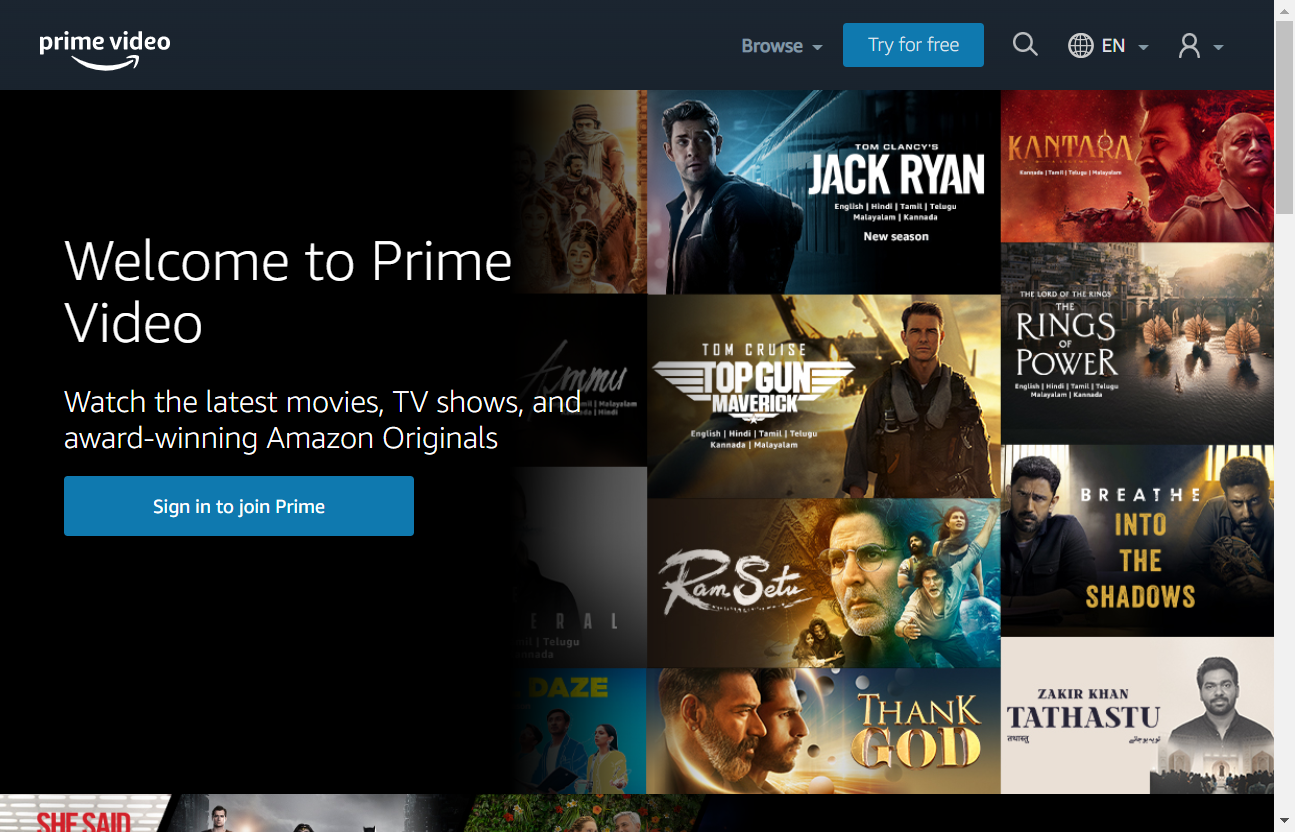 prime video
Browse
Try for free
EN
Welcome to Prime
Video
Watch the latest movies, TV shows, and
award-winning Amazon Originals
Sign in to join Prime
Ammu
Malayalam
Hindi
E R A L
Telugu
DAZE
TOM CLANCY'S
JACK RYAN
English | Hindi | Tamil | Telugu
Malayalam | Kannada
New season
TOM CRUISE
TOP GUN
MAVERICK
English | Hindi | Tamil | Telugu
Kannada | Malayalam
Ram Setu
THANK
GOD
KANTARA
Kannada | Tamil | Telugu | Malayalam
THE LORD OF THE RINGS
THE
RINGS
OF
POWER
English | Hindi | Tamil | Telugu
Malayalam | Kannada
BREATHE
INTO
THE
SHADOWS
ZAKIR KHAN
TATHASTU
तथास्तु
SHE SAID